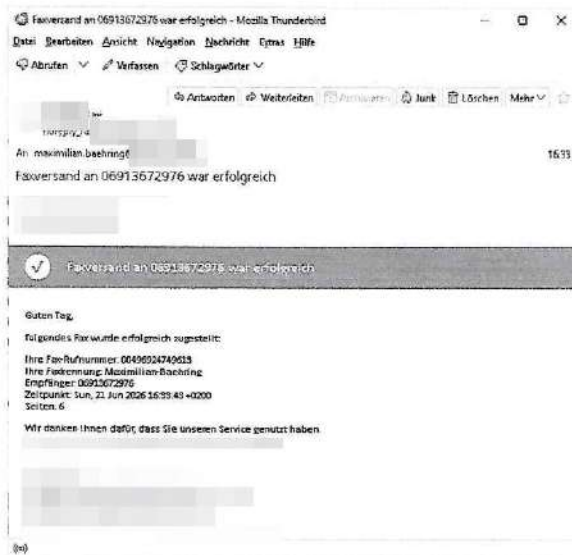 Faxversand an 06913672976 war erfolgreich - Mozilla Thunderbird
Datei Bearbeiten Ansicht Navigation Nachricht Extras Hilfe
Abrufen Verfassen Schlagwörter
Antworten Weiterleiten Archivieren Junk Löschen Mehr
An maximilian.baehring
16:33
Faxversand an 06913672976 war erfolgreich
Faxversand an 06913672976 war erfolgreich
Guten Tag,
folgendes Fax wurde erfolgreich zugestellt:
Ihre Fax-Rufnummer: 00496924749613
Ihre Faxkennung: Maximilian-Baehring
Empfänger: 06913672976
Zeitpunkt: Sun, 21 Jun 2026 16:33:43 +0200
Seiten: 6
Wir danken Ihnen dafür, dass Sie unseren Service genutzt haben